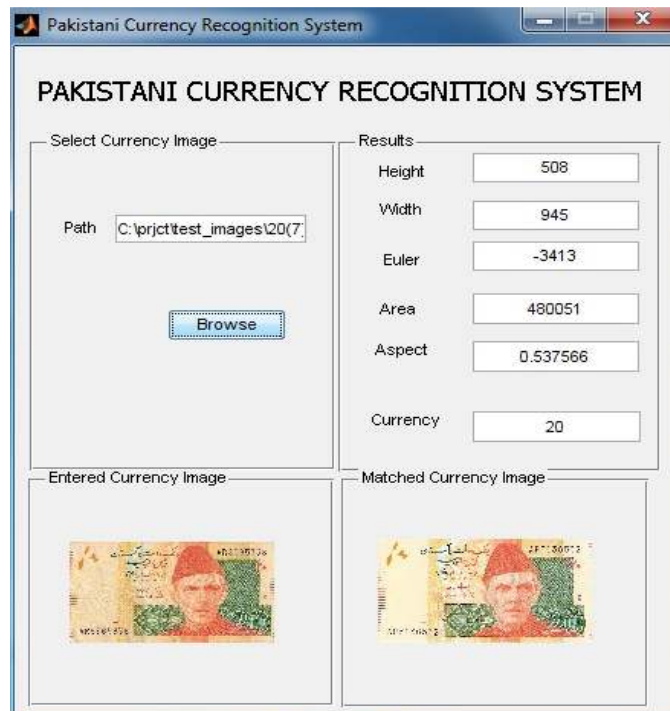 Pakistani Currency Recognition System
PAKISTANI CURRENCY RECOGNITION SYSTEM
Select Currency Image
Path C:\prjct\test_images\20(7)
Browse
Results
Height 508
Width 945
Euler -3413
Area 480051
Aspect 0.537566
Currency 20
Entered Currency Image
Matched Currency Image